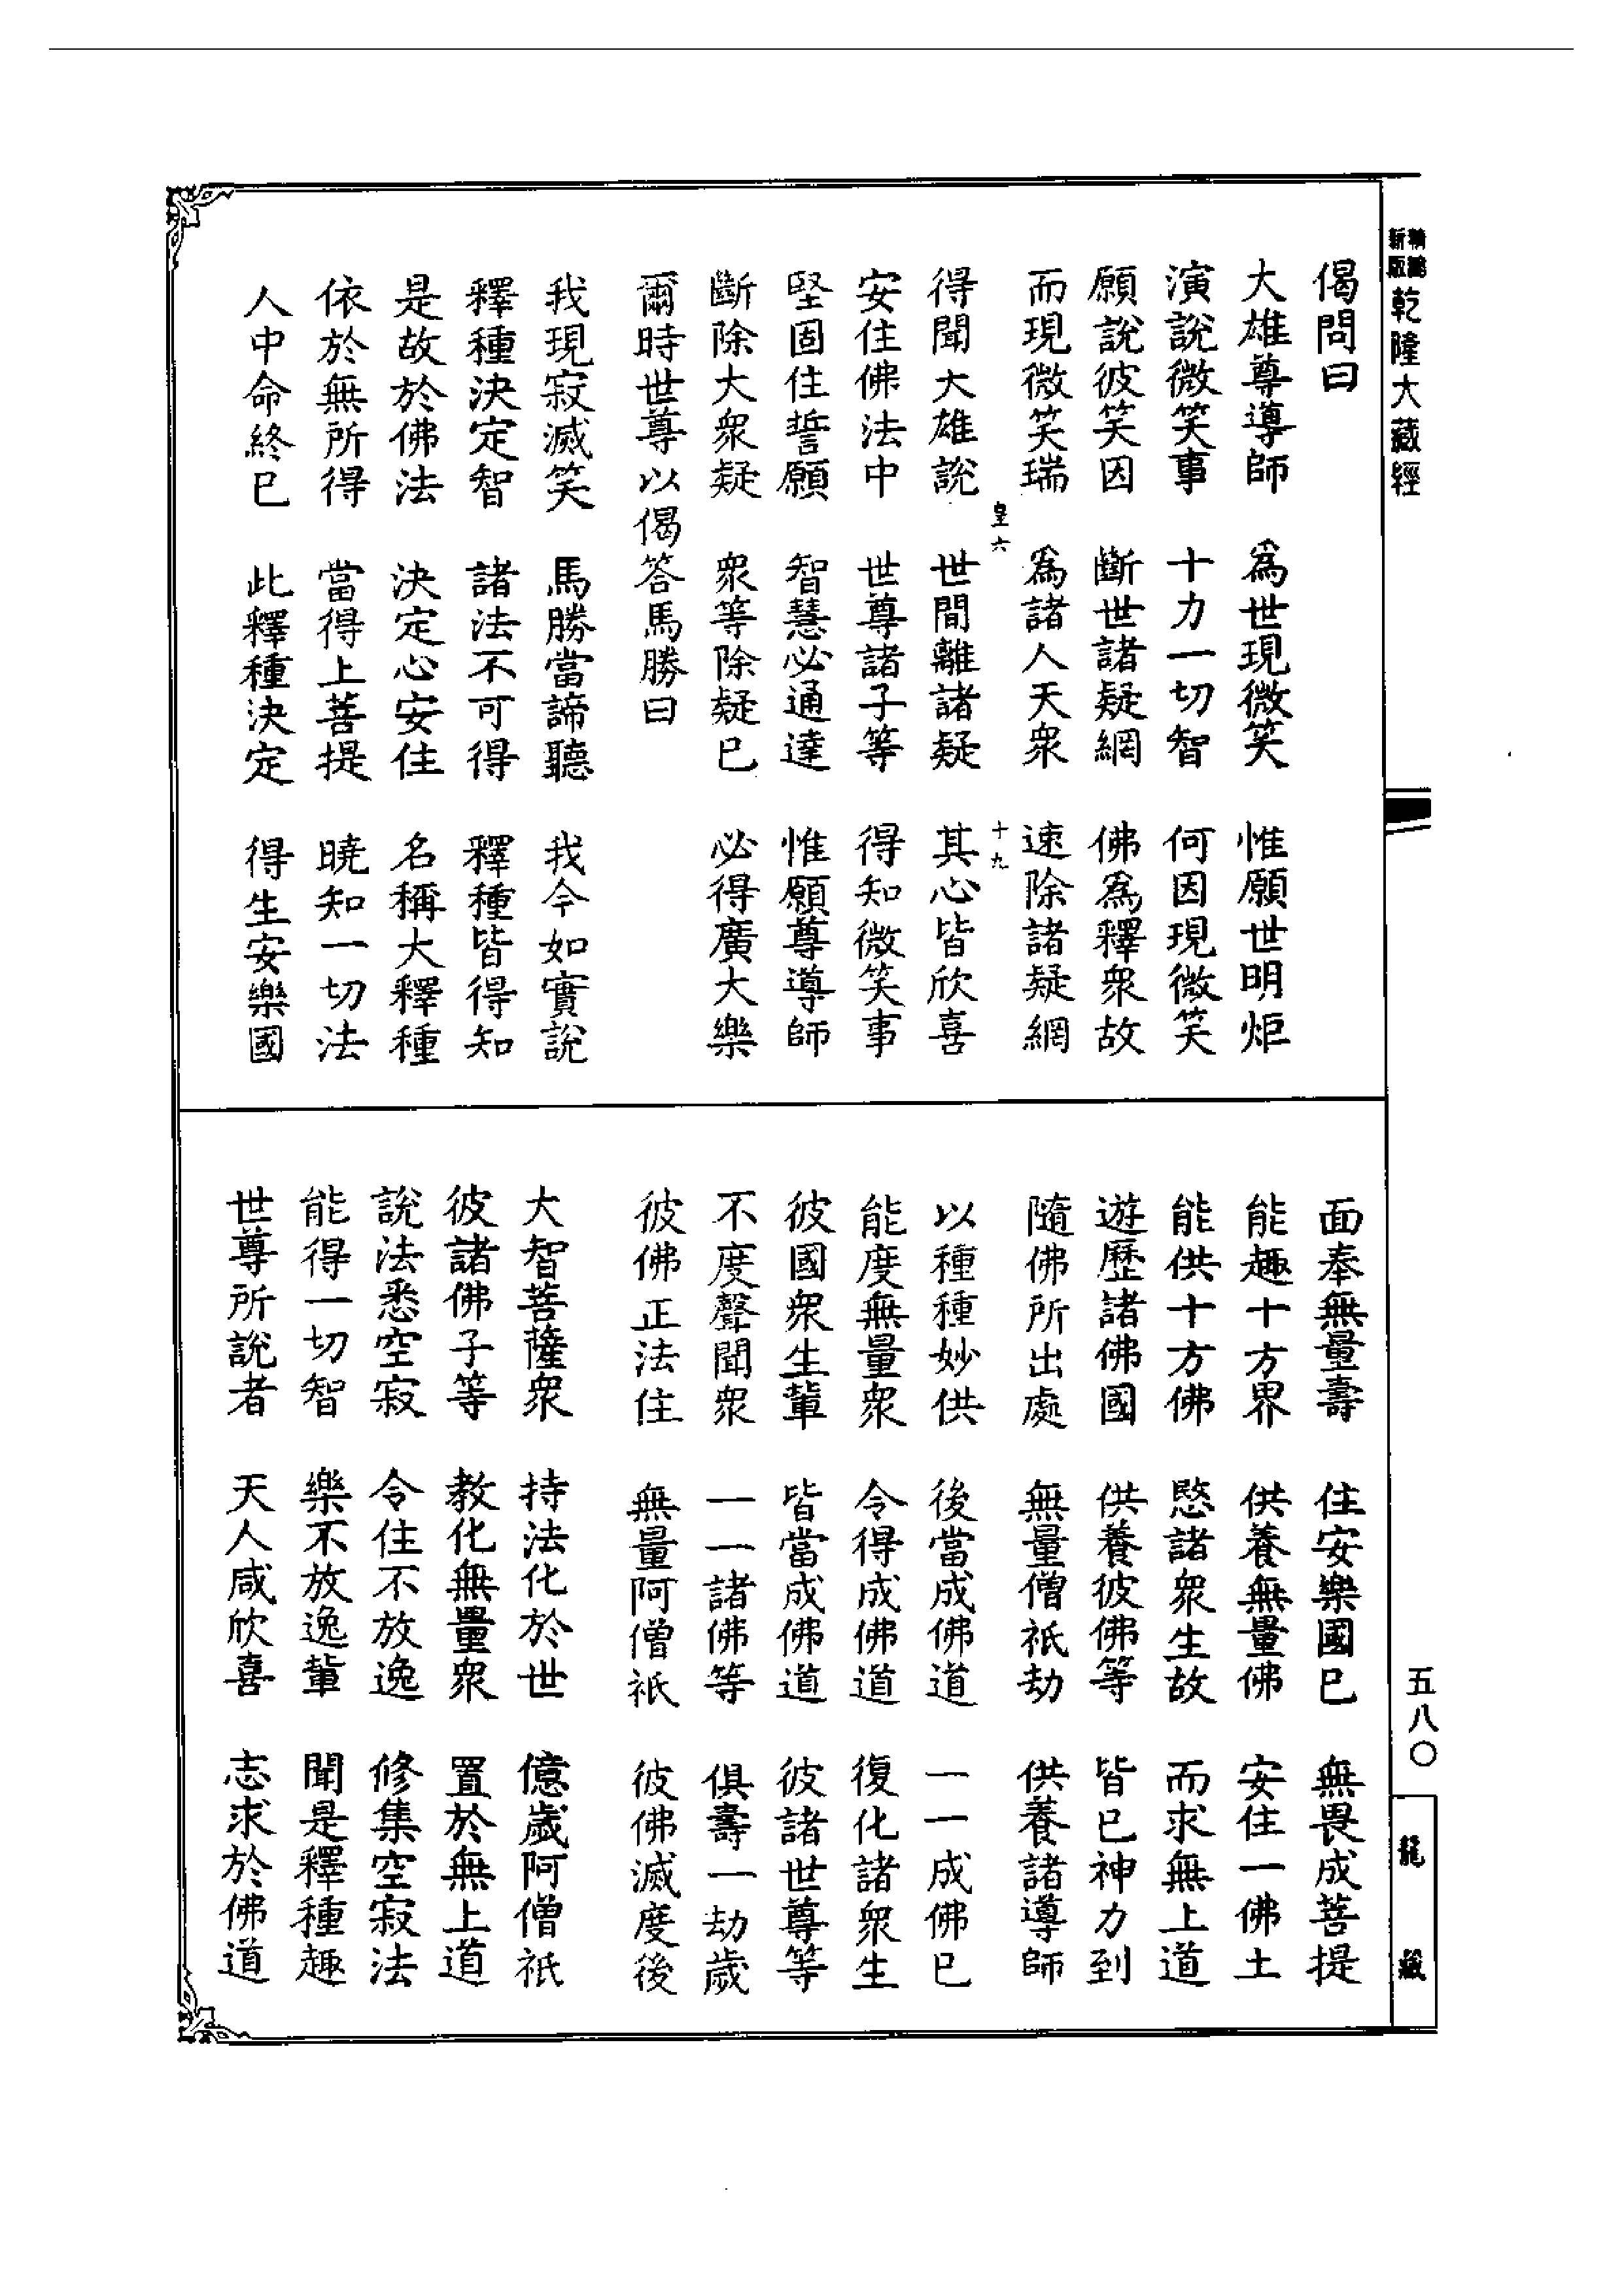 新版 精縮 乾隆大藏經
偈問曰
大雄尊導師 為世現微笑 惟願世明炬
演說微笑事 十力一切智 何因現微笑
願說彼笑因 斷世諸疑網 佛為釋眾故
而現微笑瑞 為諸人天眾 速除諸疑網
皇六 十九
得聞大雄說 世間離諸疑 其心皆欣喜
安住佛法中 世尊諸子等 得知微笑事
堅固住誓願 智慧必通達 惟願尊導師
斷除大眾疑 眾等除疑已 必得廣大樂
爾時世尊以偈答馬勝曰
我現寂滅笑 馬勝當諦聽 我今如實說
釋種決定智 諸法不可得 釋種皆得知
是故於佛法 決定心安住 名稱大釋種
依於無所得 當得上菩提 曉知一切法
人中命終已 此釋種決定 得生安樂國
面奉無量壽 住安樂國已 無畏成菩提
能趣十方界 供養無量佛 安住一佛土
能供十方佛 愍諸眾生故 而求無上道
遊歷諸佛國 供養彼佛等 皆已神力到
隨佛所出處 無量僧祇劫 供養諸導師
以種種妙供 後當成佛道 一一成佛已
能度無量眾 令得成佛道 復化諸眾生
彼國眾生輩 皆當成佛道 彼諸世尊等
不度聲聞眾 一一諸佛等 俱壽一劫歲
彼佛正法住 無量阿僧祇 彼佛滅度後
大智菩薩眾 持法化於世 億歲阿僧祇
彼諸佛子等 教化無量眾 置於無上道
說法悉空寂 令住不放逸 修集空寂法
能得一切智 樂不放逸輩 聞是釋種趣
世尊所說者 天人咸欣喜 志求於佛道
五八〇
龍藏